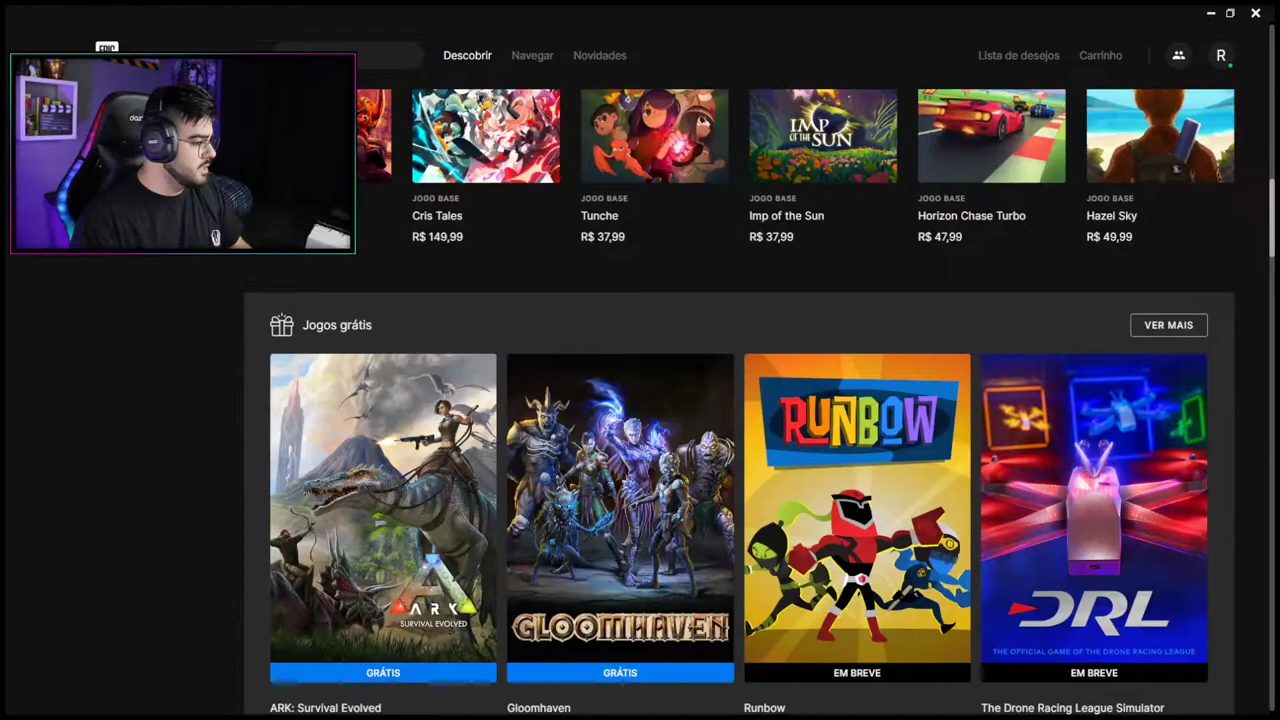 Descobrir
Navegar
Novidades
Lista de desejos
Carrinho
R
IMP
OF THE
SUN
JOGO BASE
Cris Tales
R$ 149,99
JOGO BASE
Tunche
R$ 37,99
JOGO BASE
Imp of the Sun
R$ 37,99
JOGO BASE
Horizon Chase Turbo
R$ 47,99
JOGO BASE
Hazel Sky
R$ 49,99
Jogos grátis
VER MAIS
ARK
SURVIVAL EVOLVED
GRÁTIS
ARK: Survival Evolved
GLOOMHAVEN
GRÁTIS
Gloomhaven
RUNBOW
EM BREVE
Runbow
DRL
THE OFFICIAL GAME OF THE DRONE RACING LEAGUE
EM BREVE
The Drone Racing League Simulator